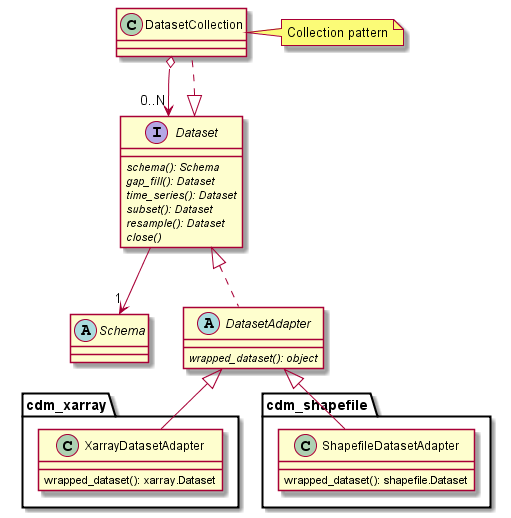 C DatasetCollection
Collection pattern
0..N
I Dataset
schema(): Schema
gap_fill(): Dataset
time_series(): Dataset
subset(): Dataset
resample(): Dataset
close()
1
A Schema
A DatasetAdapter
wrapped_dataset(): object
cdm_xarray
C XarrayDatasetAdapter
wrapped_dataset(): xarray.Dataset
cdm_shapefile
C ShapefileDatasetAdapter
wrapped_dataset(): shapefile.Dataset